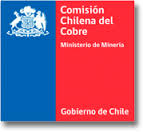 Comisión
Chilena del
Cobre
Ministerio de Minería
Gobierno de Chile